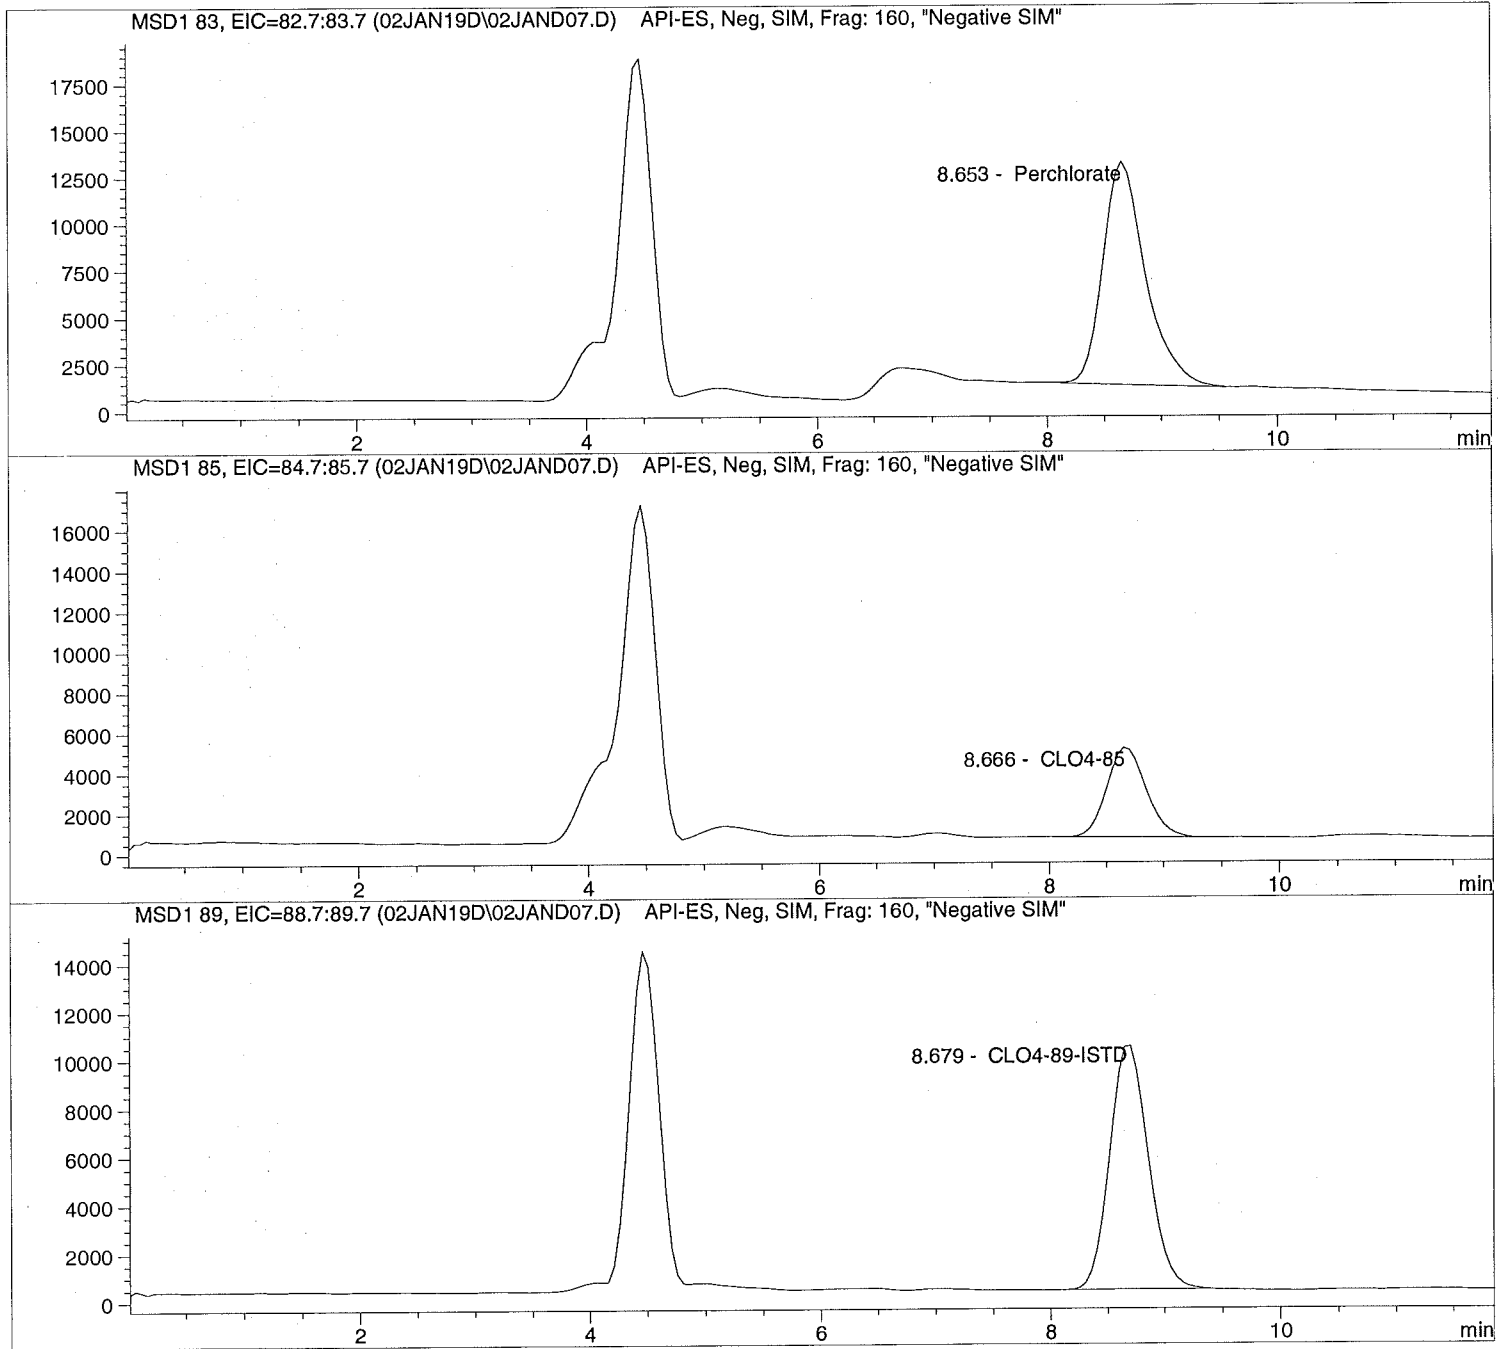 MSD1 83, EIC=82.7:83.7 (02JAN19D\02JAND07.D) API-ES, Neg, SIM, Frag: 160, "Negative SIM"
17500
15000
12500
10000
7500
5000
2500
0
8.653 - Perchlorate
2 4 6 8 10 min
MSD1 85, EIC=84.7:85.7 (02JAN19D\02JAND07.D) API-ES, Neg, SIM, Frag: 160, "Negative SIM"
16000
14000
12000
10000
8000
6000
4000
2000
0
8.666 - CLO4-85
2 4 6 8 10 min
MSD1 89, EIC=88.7:89.7 (02JAN19D\02JAND07.D) API-ES, Neg, SIM, Frag: 160, "Negative SIM"
14000
12000
10000
8000
6000
4000
2000
0
8.679 - CLO4-89-ISTD
2 4 6 8 10 min